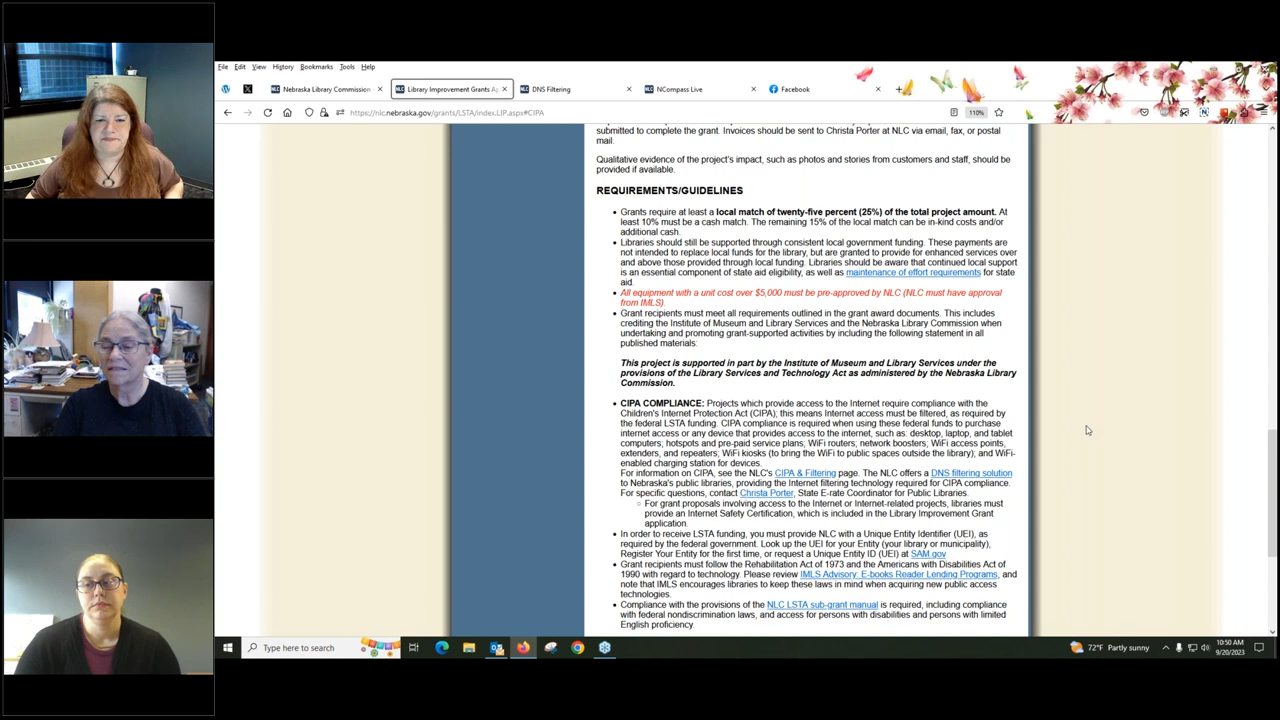 File Edit View History Bookmarks Tools Help
Nebraska Library Commission
Library Improvement Grants Ap
DNS Filtering
NCompass Live
Facebook
https://nlc.nebraska.gov/grants/LSTA/index.LIP.aspx#CIPA
110%
submitted to complete the grant. Invoices should be sent to Christa Porter at NLC via email, fax, or postal
mail.
Qualitative evidence of the project's impact, such as photos and stories from customers and staff, should be
provided if available.
REQUIREMENTS/GUIDELINES
• Grants require at least a local match of twenty-five percent (25%) of the total project amount. At
least 10% must be a cash match. The remaining 15% of the local match can be in-kind costs and/or
additional cash.
• Libraries should still be supported through consistent local government funding. These payments are
not intended to replace local funds for the library, but are granted to provide for enhanced services over
and above those provided through local funding. Libraries should be aware that continued local support
is an essential component of state aid eligibility, as well as maintenance of effort requirements for state
aid.
• All equipment with a unit cost over $5,000 must be pre-approved by NLC (NLC must have approval
from IMLS).
• Grant recipients must meet all requirements outlined in the grant award documents. This includes
crediting the Institute of Museum and Library Services and the Nebraska Library Commission when
undertaking and promoting grant-supported activities by including the following statement in all
published materials:
This project is supported in part by the Institute of Museum and Library Services under the
provisions of the Library Services and Technology Act as administered by the Nebraska Library
Commission.
• CIPA COMPLIANCE: Projects which provide access to the Internet require compliance with the
Children's Internet Protection Act (CIPA); this means Internet access must be filtered, as required by
the federal LSTA funding. CIPA compliance is required when using these federal funds to purchase
internet access or any device that provides access to the internet, such as: desktop, laptop, and tablet
computers; hotspots and pre-paid service plans; WiFi routers; network boosters; WiFi access points,
extenders, and repeaters; WiFi kiosks (to bring the WiFi to public spaces outside the library); and WiFi-
enabled charging station for devices.
For information on CIPA, see the NLC's CIPA & Filtering page. The NLC offers a DNS filtering solution
to Nebraska's public libraries, providing the Internet filtering technology required for CIPA compliance.
For specific questions, contact Christa Porter, State E-rate Coordinator for Public Libraries.
○ For grant proposals involving access to the Internet or Internet-related projects, libraries must
provide an Internet Safety Certification, which is included in the Library Improvement Grant
application.
• In order to receive LSTA funding, you must provide NLC with a Unique Entity Identifier (UEI), as
required by the federal government. Look up the UEI for your Entity (your library or municipality),
Register Your Entity for the first time, or request a Unique Entity ID (UEI) at SAM.gov
• Grant recipients must follow the Rehabilitation Act of 1973 and the Americans with Disabilities Act of
1990 with regard to technology. Please review IMLS Advisory: E-books Reader Lending Programs, and
note that IMLS encourages libraries to keep these laws in mind when acquiring new public access
technologies.
• Compliance with the provisions of the NLC LSTA sub-grant manual is required, including compliance
with federal nondiscrimination laws, and access for persons with disabilities and persons with limited
English proficiency.
Type here to search
72°F Partly sunny
10:50 AM
9/20/2023